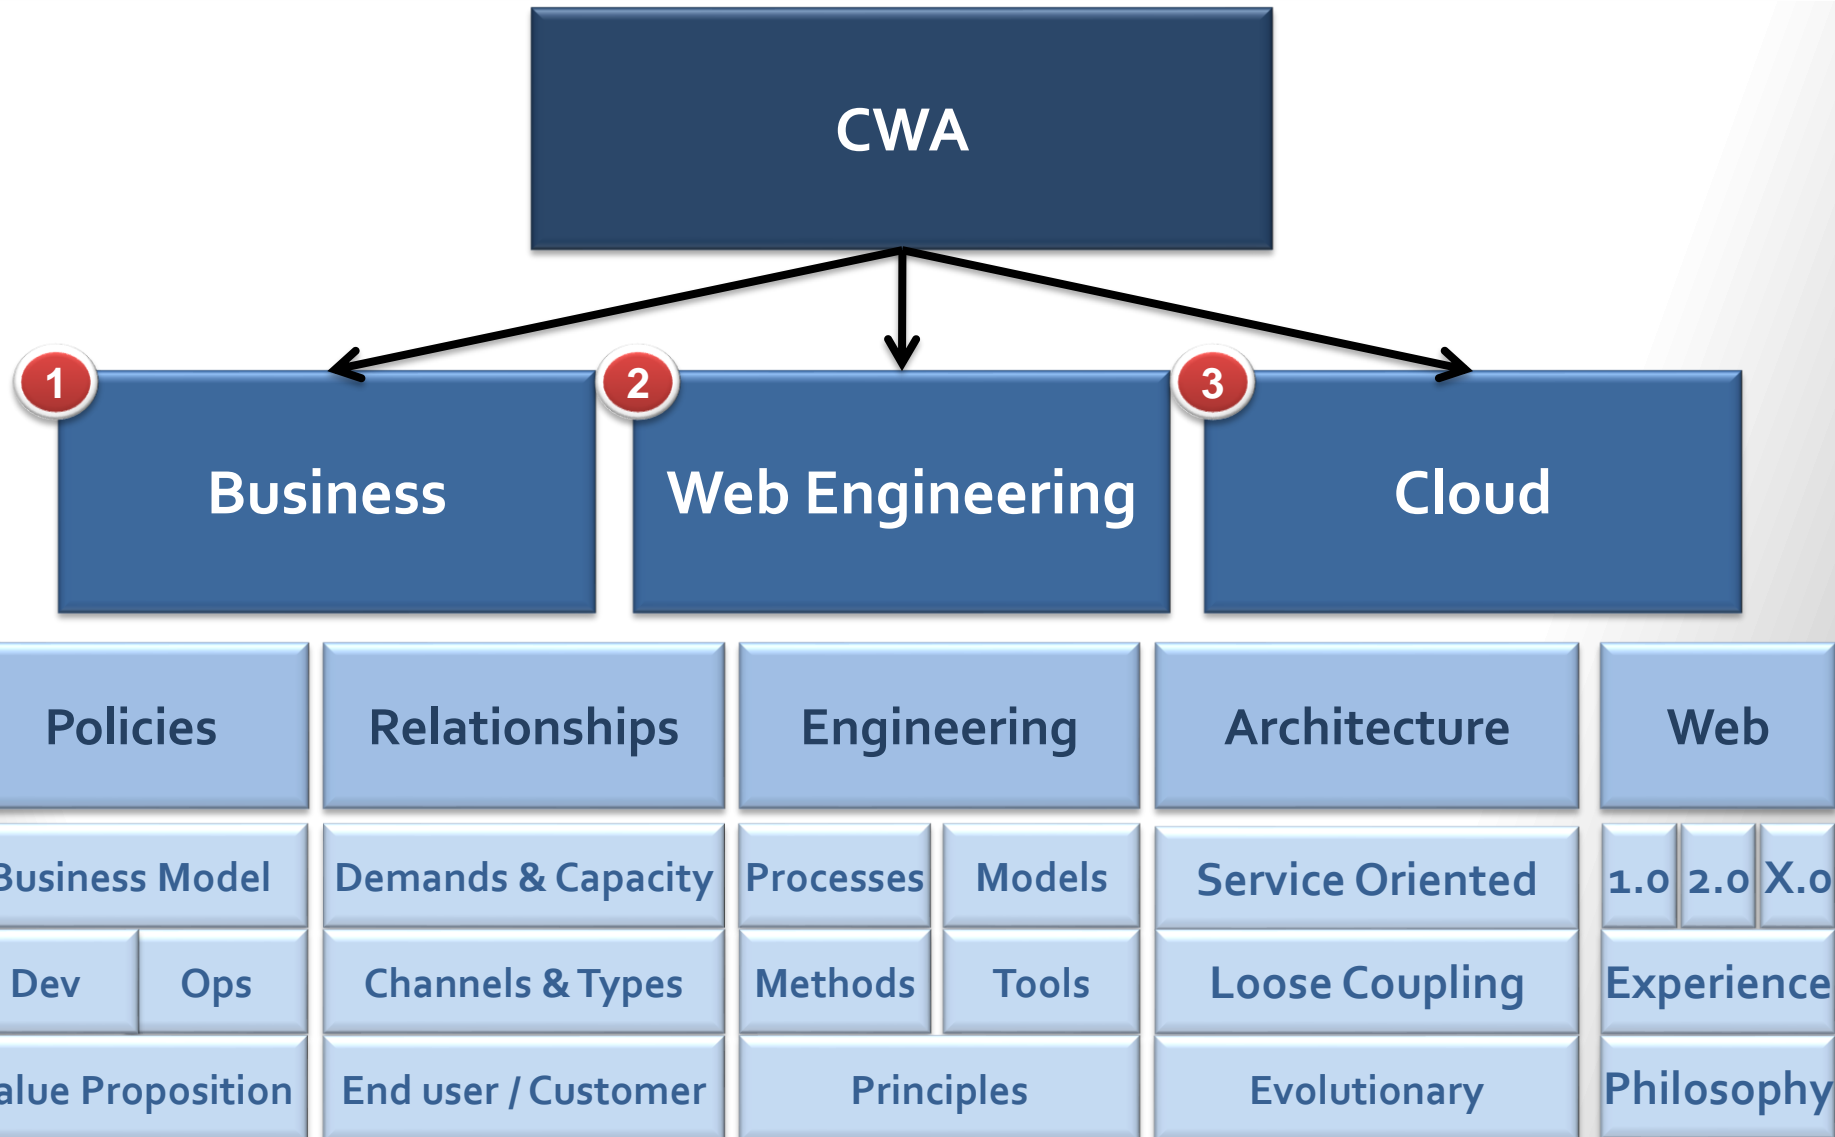 CWA
1
2
3
Business
Web Engineering
Cloud
Policies
Relationships
Engineering
Architecture
Web
Business Model
Demands & Capacity
Processes
Models
Service Oriented
1.0
2.0
X.0
Dev
Ops
Channels & Types
Methods
Tools
Loose Coupling
Experience
alue Proposition
End user / Customer
Principles
Evolutionary
Philosophy